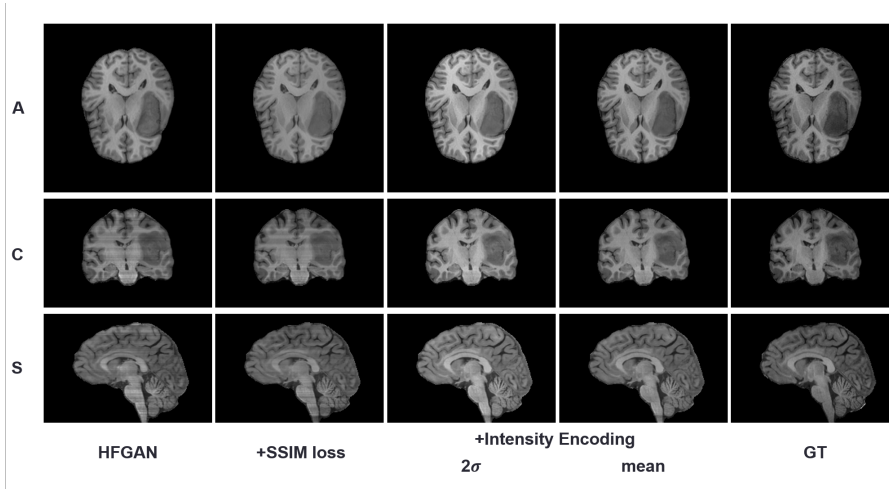 A
C
S
HFGAN
+SSIM loss
+Intensity Encoding
2σ
mean
GT